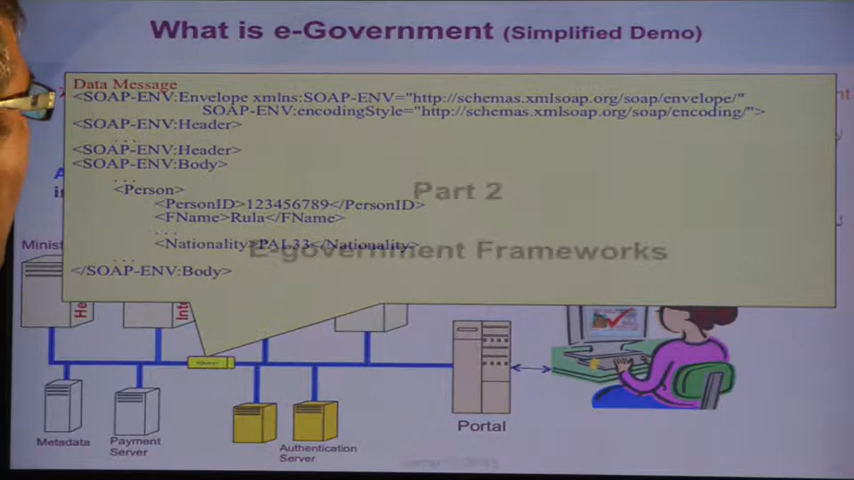 What is e-Government (Simplified Demo)
Data Message
<SOAP-ENV:Envelope xmlns:SOAP-ENV="http://schemas.xmlsoap.org/soap/envelope/"
SOAP-ENV:encodingStyle="http://schemas.xmlsoap.org/soap/encoding/">
<SOAP-ENV:Header>
...
<SOAP-ENV:Header>
<SOAP-ENV:Body>
...
<Person>
<PersonID>123456789</PersonID>
<FName>Rula</FName>
...
<Nationality>PAL33</Nationality>
...
</SOAP-ENV:Body>
Part 2
E-government Frameworks
Minist
He
Inte
Metadata
Payment
Server
Authentication
Server
Portal